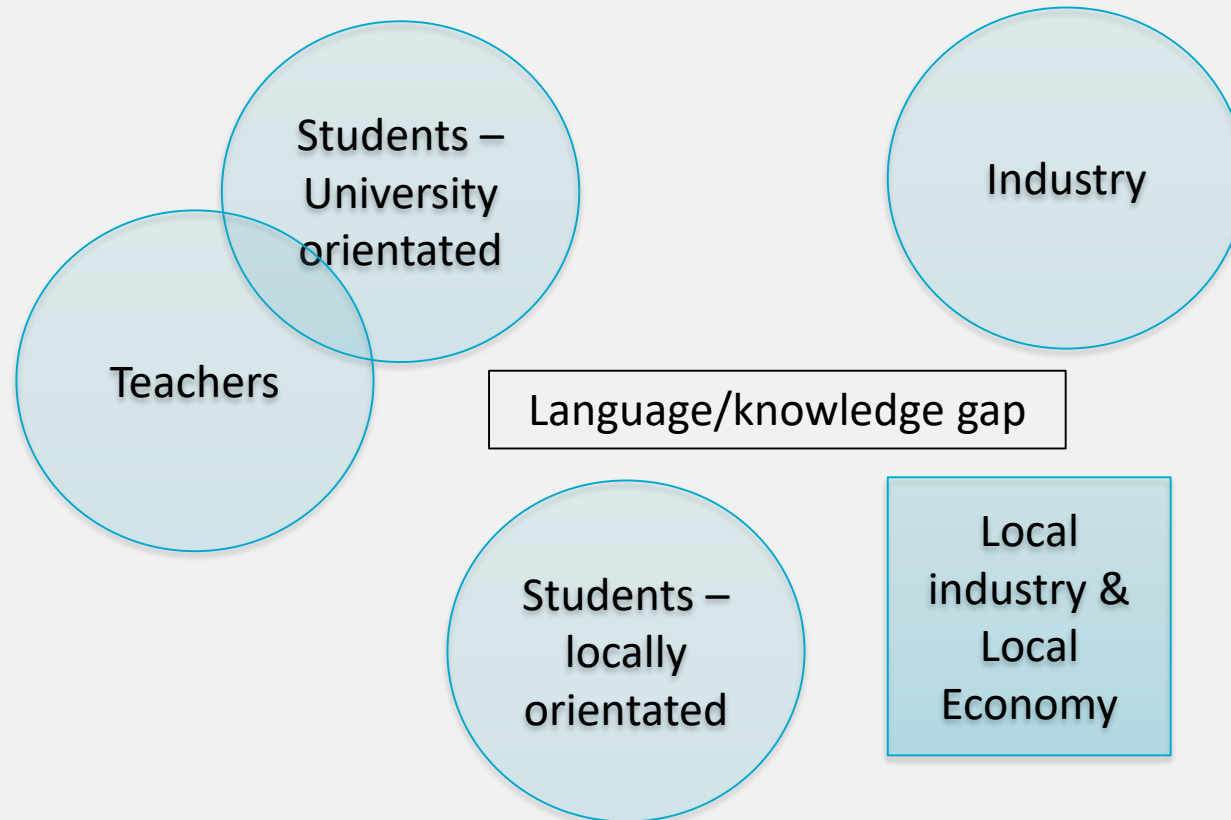 Students –
University
orientated
Industry
Teachers
Language/knowledge gap
Students –
locally
orientated
Local
industry &
Local
Economy